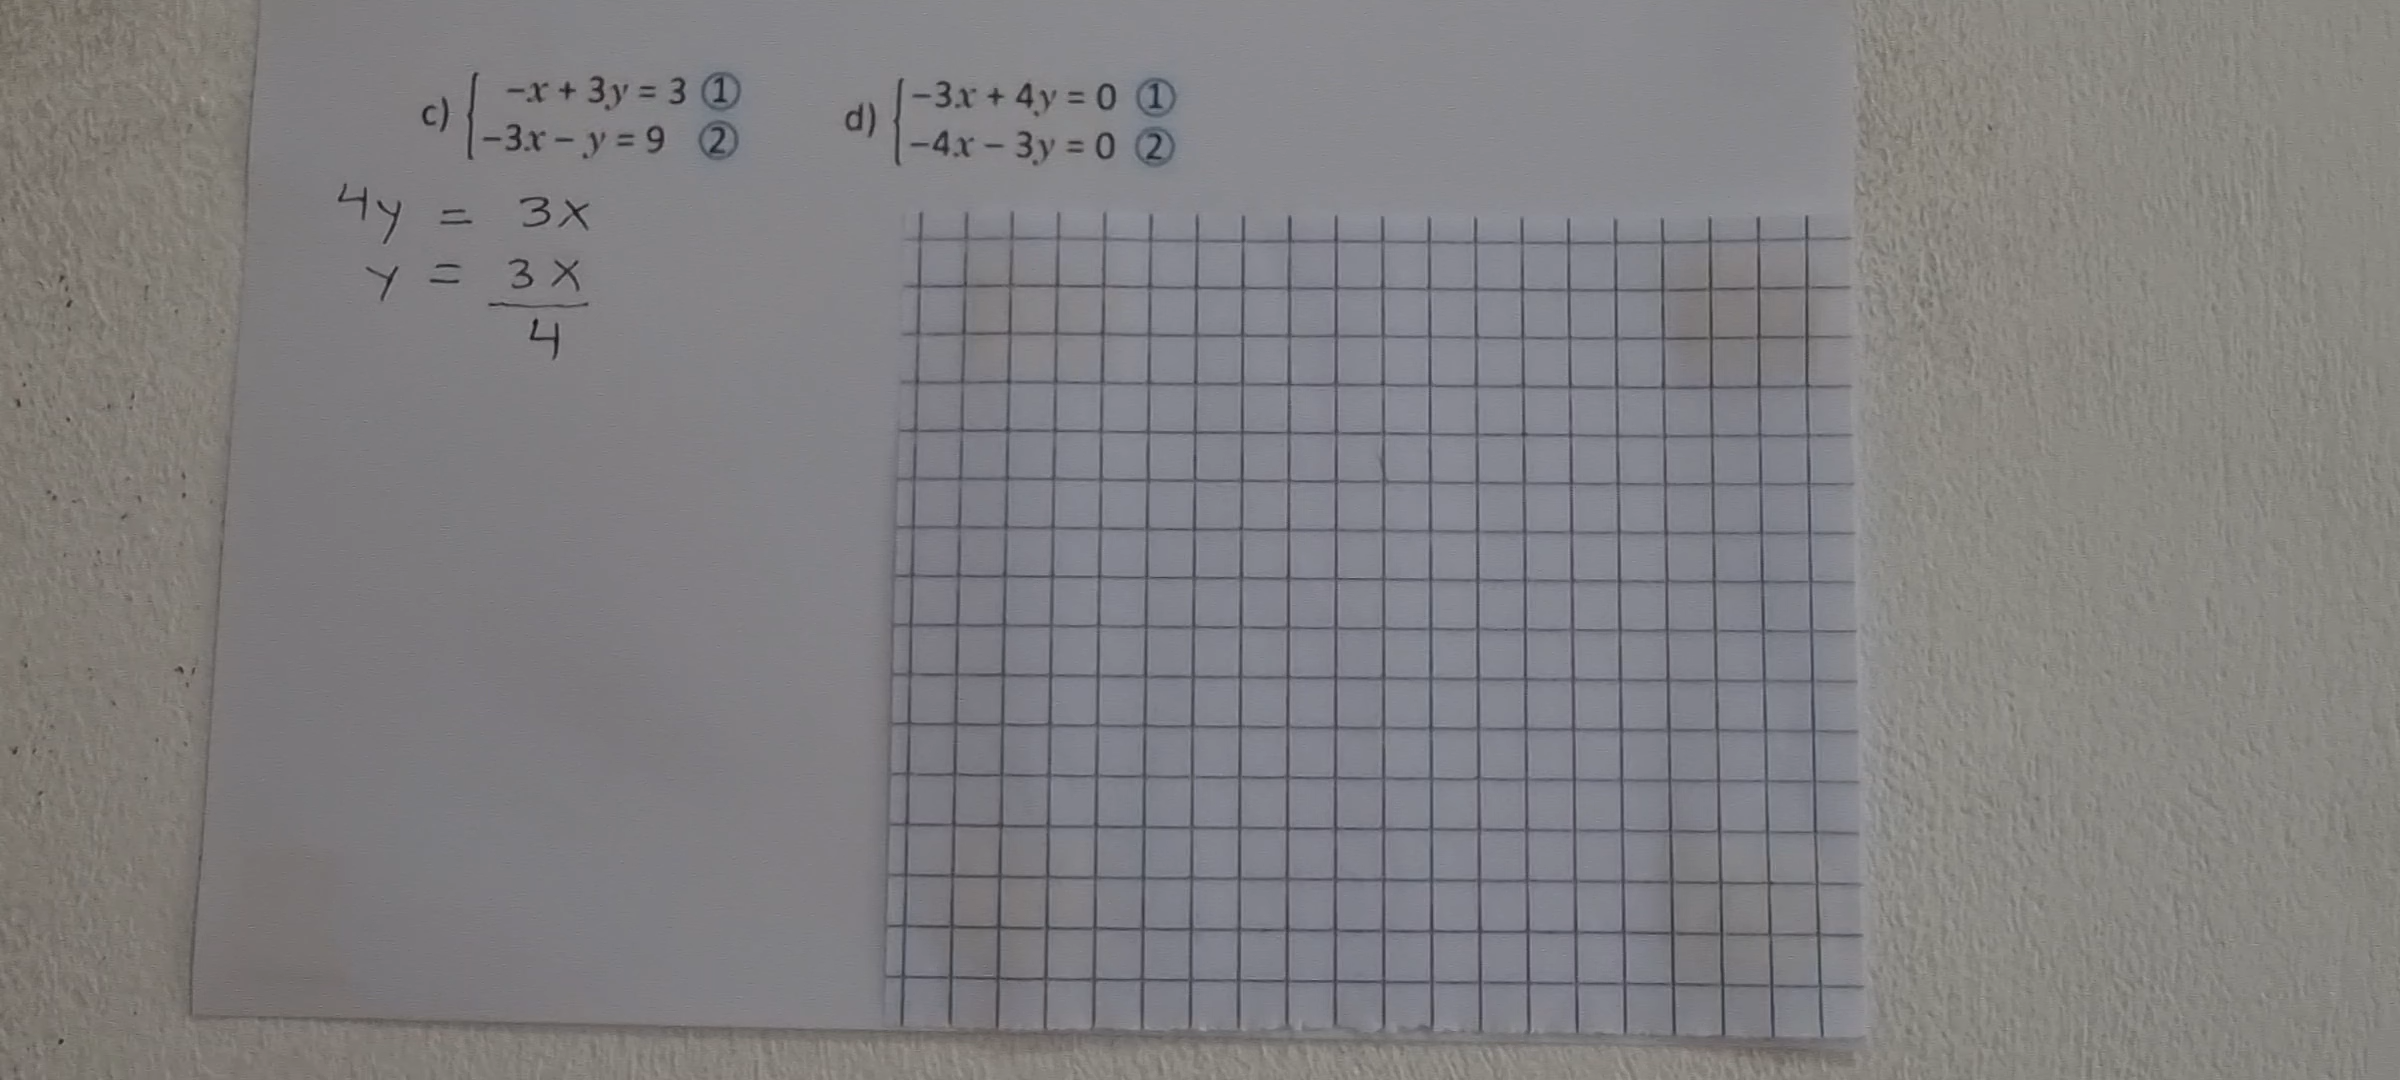 c) { -x + 3y = 3 ①
-3x - y = 9 ②
d) { -3x + 4y = 0 ①
-4x - 3y = 0 ②
4y = 3x
y = 3x
4